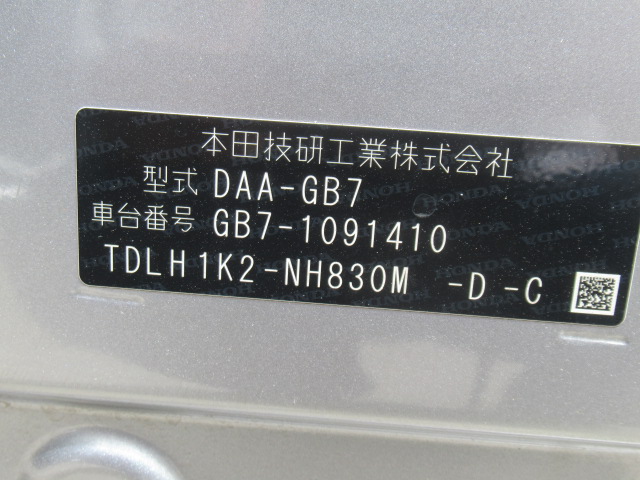 本田技研工業株式会社
型式 DAA-GB7
車台番号 GB7-1091410
TDLH1K2-NH830M -D-C